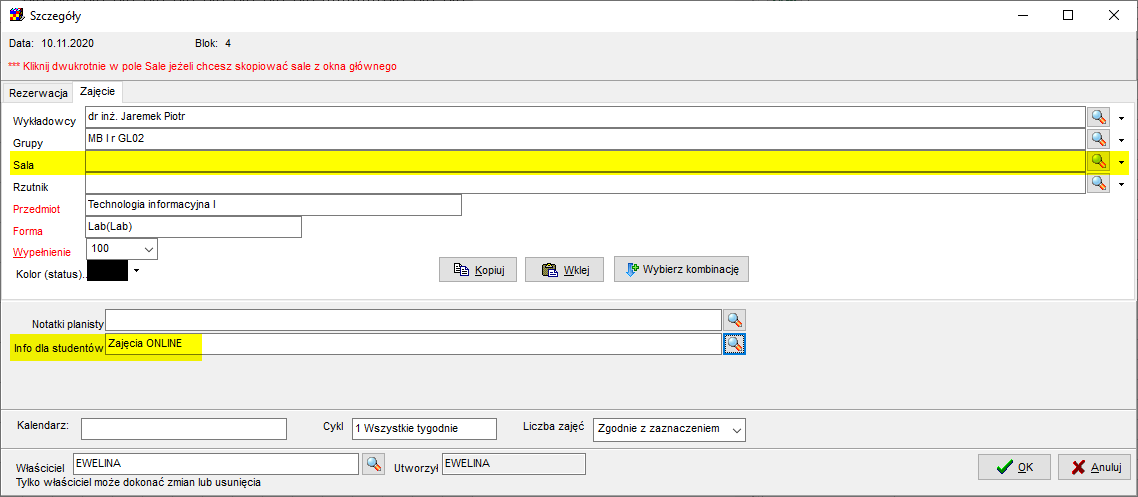 Szczegóły
Data: 10.11.2020 Blok: 4
*** Kliknij dwukrotnie w pole Sale jeżeli chcesz skopiować sale z okna głównego
Rezerwacja Zajęcie
Wykładowcy dr inż. Jaremek Piotr
Grupy MB I r GL02
Sala
Rzutnik
Przedmiot Technologia informacyjna I
Forma Lab(Lab)
Wypełnienie 100
Kolor (status).. Kopiuj Wklej Wybierz kombinację
Notatki planisty
Info dla studentów Zajęcia ONLINE
Kalendarz: Cykl 1 Wszystkie tygodnie Liczba zajęć Zgodnie z zaznaczeniem
Właściciel EWELINA Utworzył EWELINA OK Anuluj
Tylko właściciel może dokonać zmian lub usunięcia